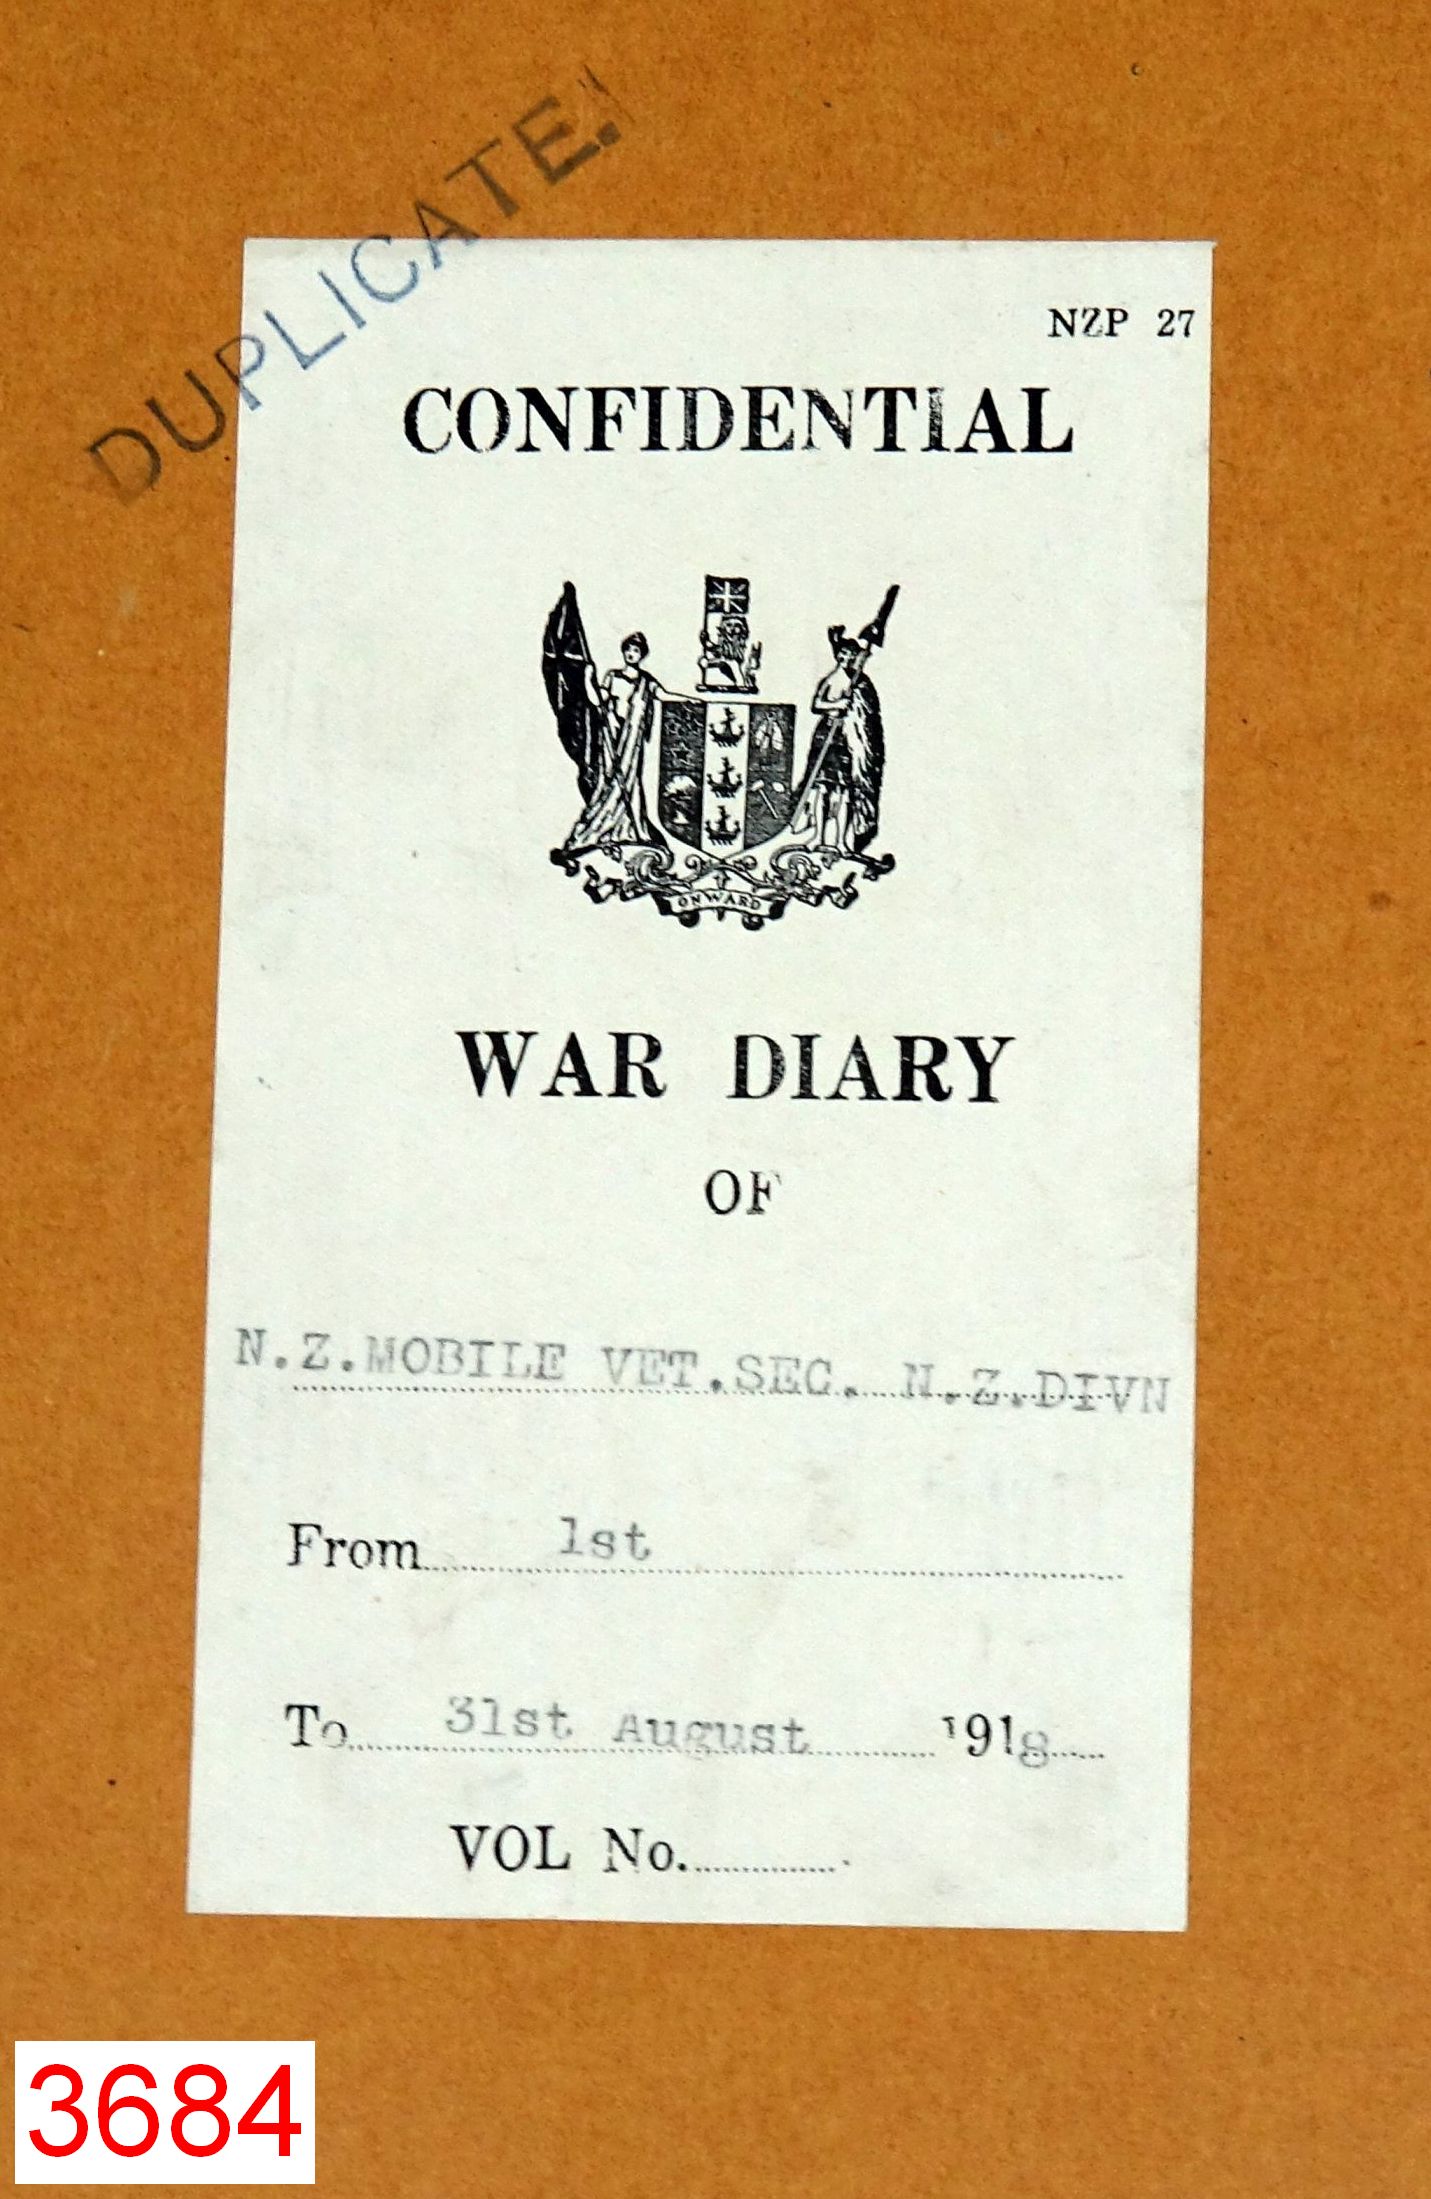 DUPLICATE.
NZP 27
CONFIDENTIAL
ONWARD
WAR DIARY
OF
N.Z.MOBILE VET.SEC. N.Z.DIVN
From 1st
To 31st August 1918
VOL No.
3684